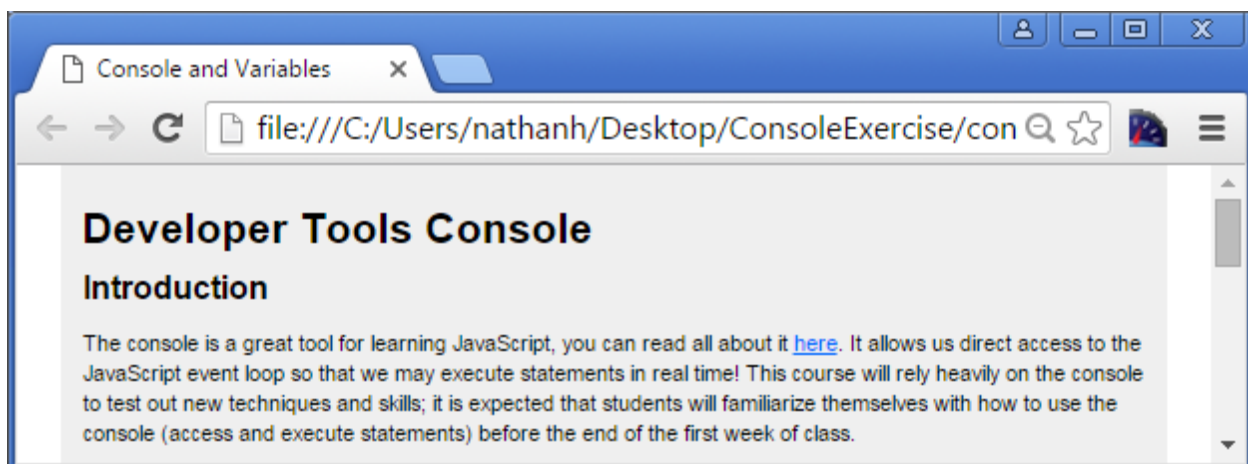 Console and Variables
file:///C:/Users/nathanh/Desktop/ConsoleExercise/con
Developer Tools Console
Introduction
The console is a great tool for learning JavaScript, you can read all about it here. It allows us direct access to the
JavaScript event loop so that we may execute statements in real time! This course will rely heavily on the console
to test out new techniques and skills; it is expected that students will familiarize themselves with how to use the
console (access and execute statements) before the end of the first week of class.